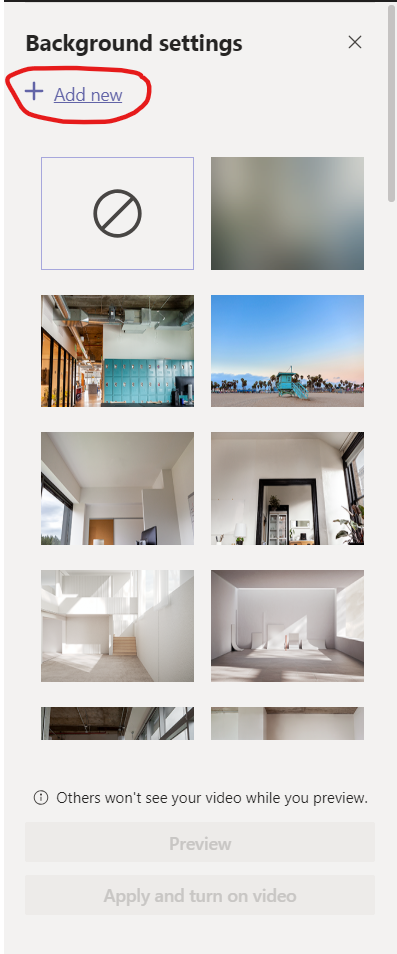 Background settings
Add new
Others won't see your video while you preview.
Preview
Apply and turn on video